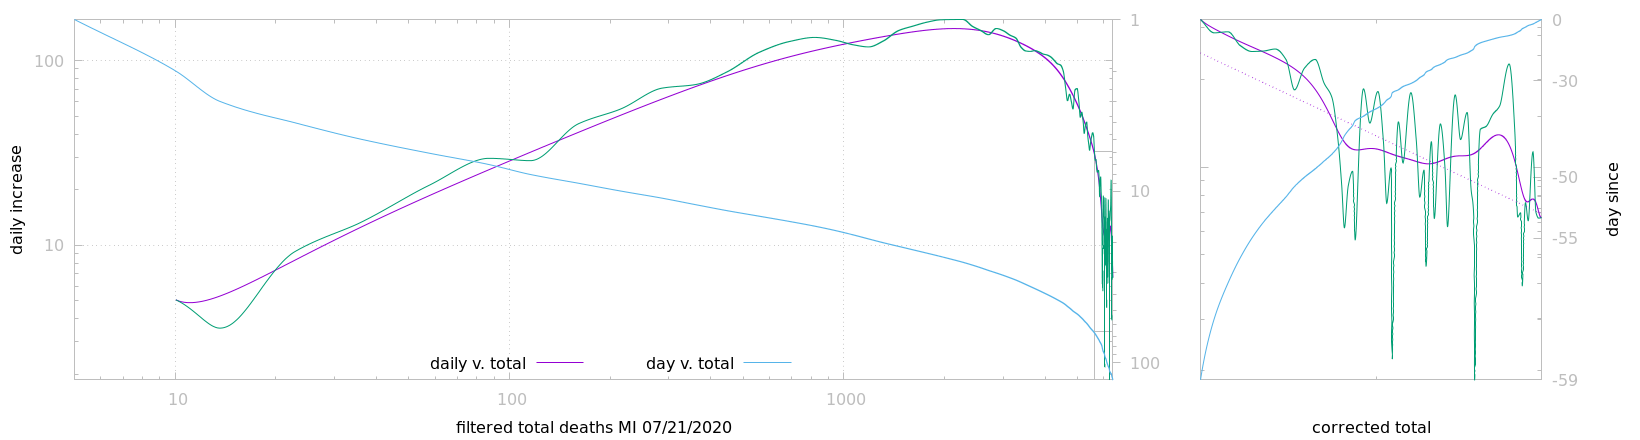 daily increase
100
10
daily v. total
day v. total
10
100
1000
filtered total deaths MI 07/21/2020
1
10
100
0
-30
-50
-55
-59
day since
corrected total